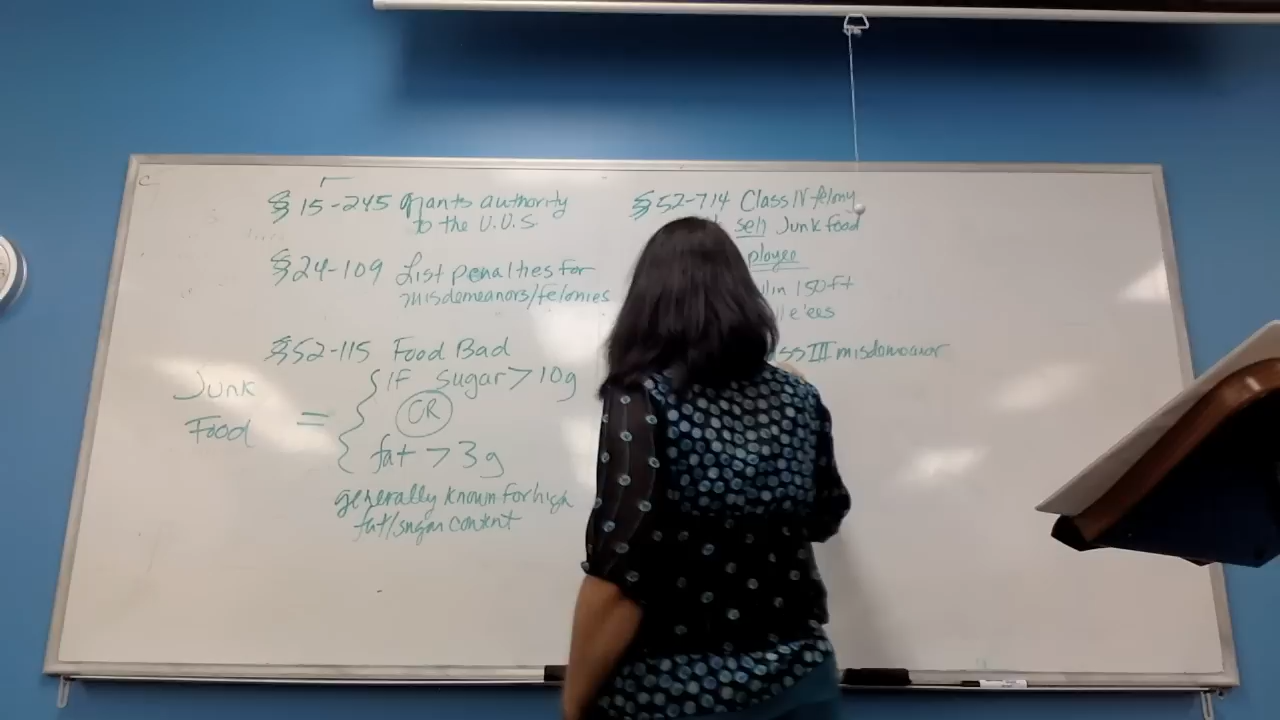 § 15-245 grants authority
to the U.U.S.
§ 24-109 List penalties for
misdemeanors/felonies
§ 52-115 Food Bad
Junk Food = { if sugar > 10g
OR
fat > 3g
generally known for high
fat/sugar content
§ 52-714 Class IV felony
sell Junk food
ployee
w/in 150ft
e'ees
ss III misdemeanor